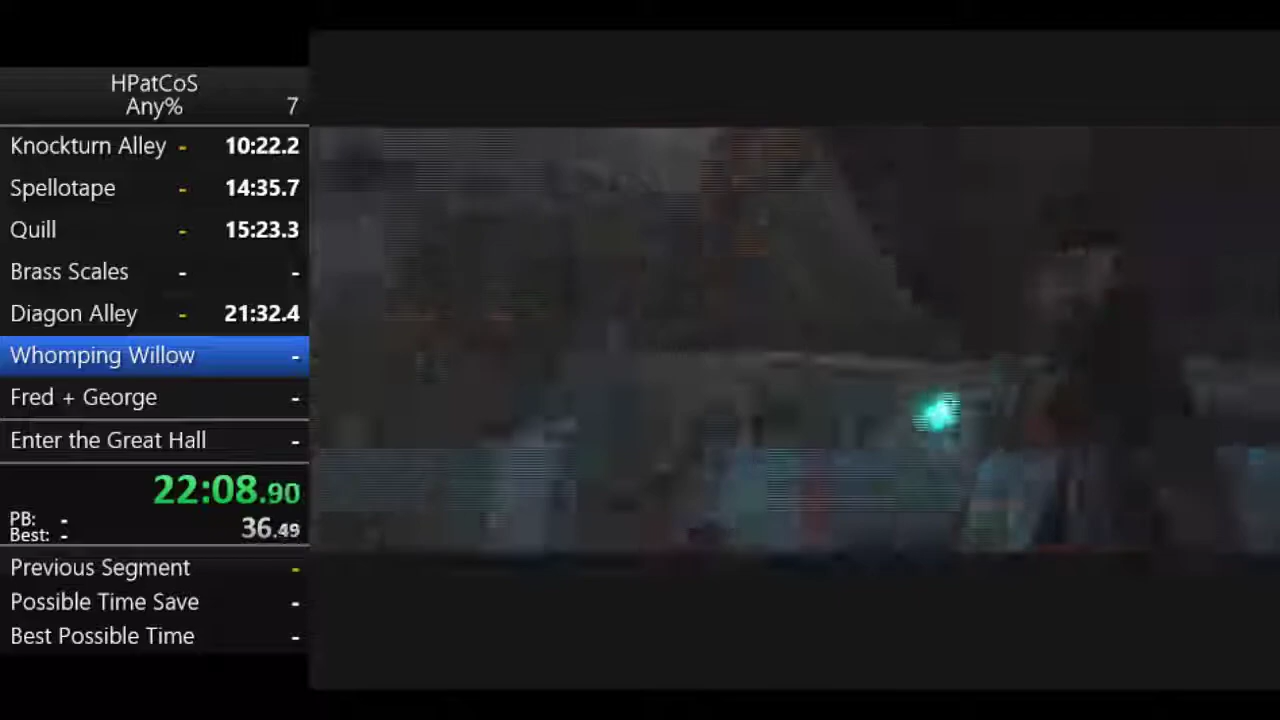 HPatCoS
Any% 7
Knockturn Alley - 10:22.2
Spellotape - 14:35.7
Quill - 15:23.3
Brass Scales - -
Diagon Alley - 21:32.4
Whomping Willow -
Fred + George -
Enter the Great Hall -
22:08.90
PB: - 36.49
Best: -
Previous Segment -
Possible Time Save -
Best Possible Time -